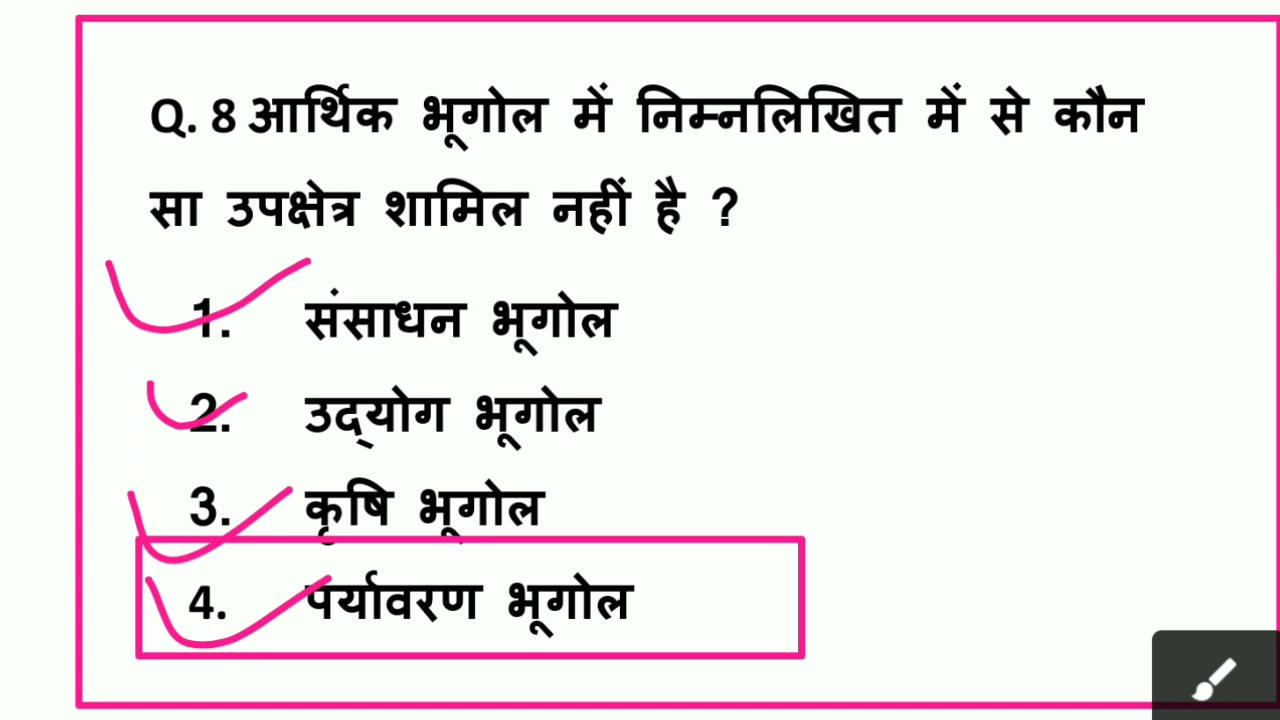 Q. 8 आर्थिक भूगोल में निम्नलिखित में से कौन
सा उपक्षेत्र शामिल नहीं है ?
1. संसाधन भूगोल
2. उद्योग भूगोल
3. कृषि भूगोल
4. पर्यावरण भूगोल